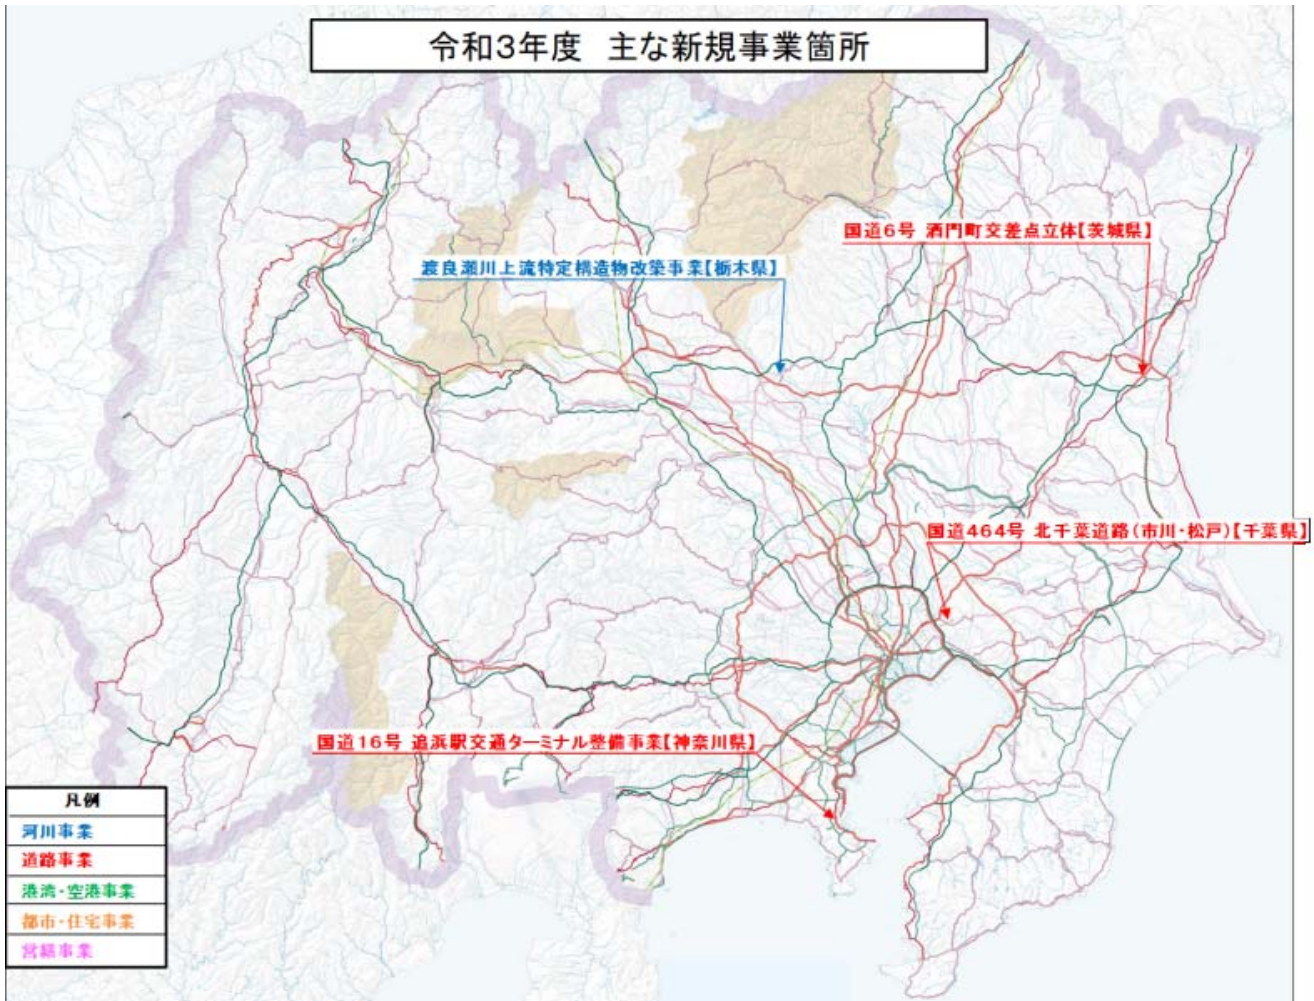 令和3年度 主な新規事業箇所
国道6号 酒門町交差点立体【茨城県】
渡良瀬川上流特定構造物改築事業【栃木県】
国道464号 北千葉道路(市川・松戸)【千葉県】
国道16号 追浜駅交通ターミナル整備事業【神奈川県】
凡例
河川事業
道路事業
港湾・空港事業
都市・住宅事業
営繕事業